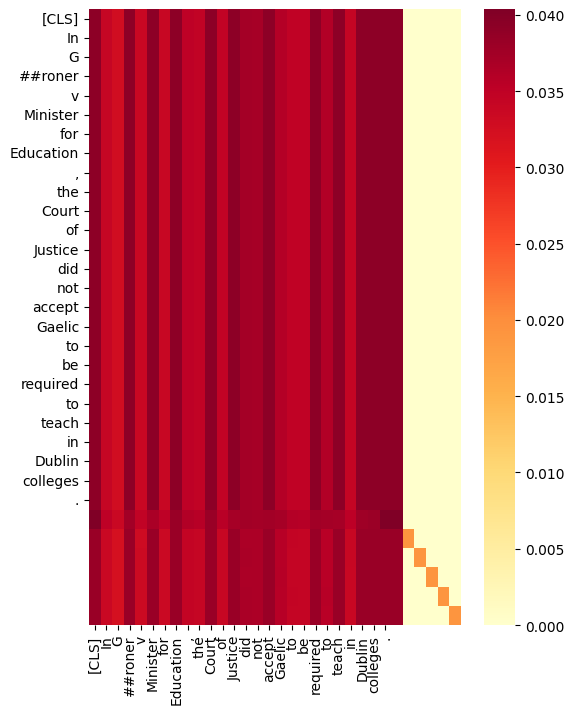 [CLS]
In
G
##roner
v
Minister
for
Education
,
the
Court
of
Justice
did
not
accept
Gaelic
to
be
required
to
teach
in
Dublin
colleges
.
0.040
0.035
0.030
0.025
0.020
0.015
0.010
0.005
0.000
[CLS]
In
G
##roner
v
Minister
for
Education
,
the
Court
of
Justice
did
not
accept
Gaelic
to
be
required
to
teach
in
Dublin
colleges
.